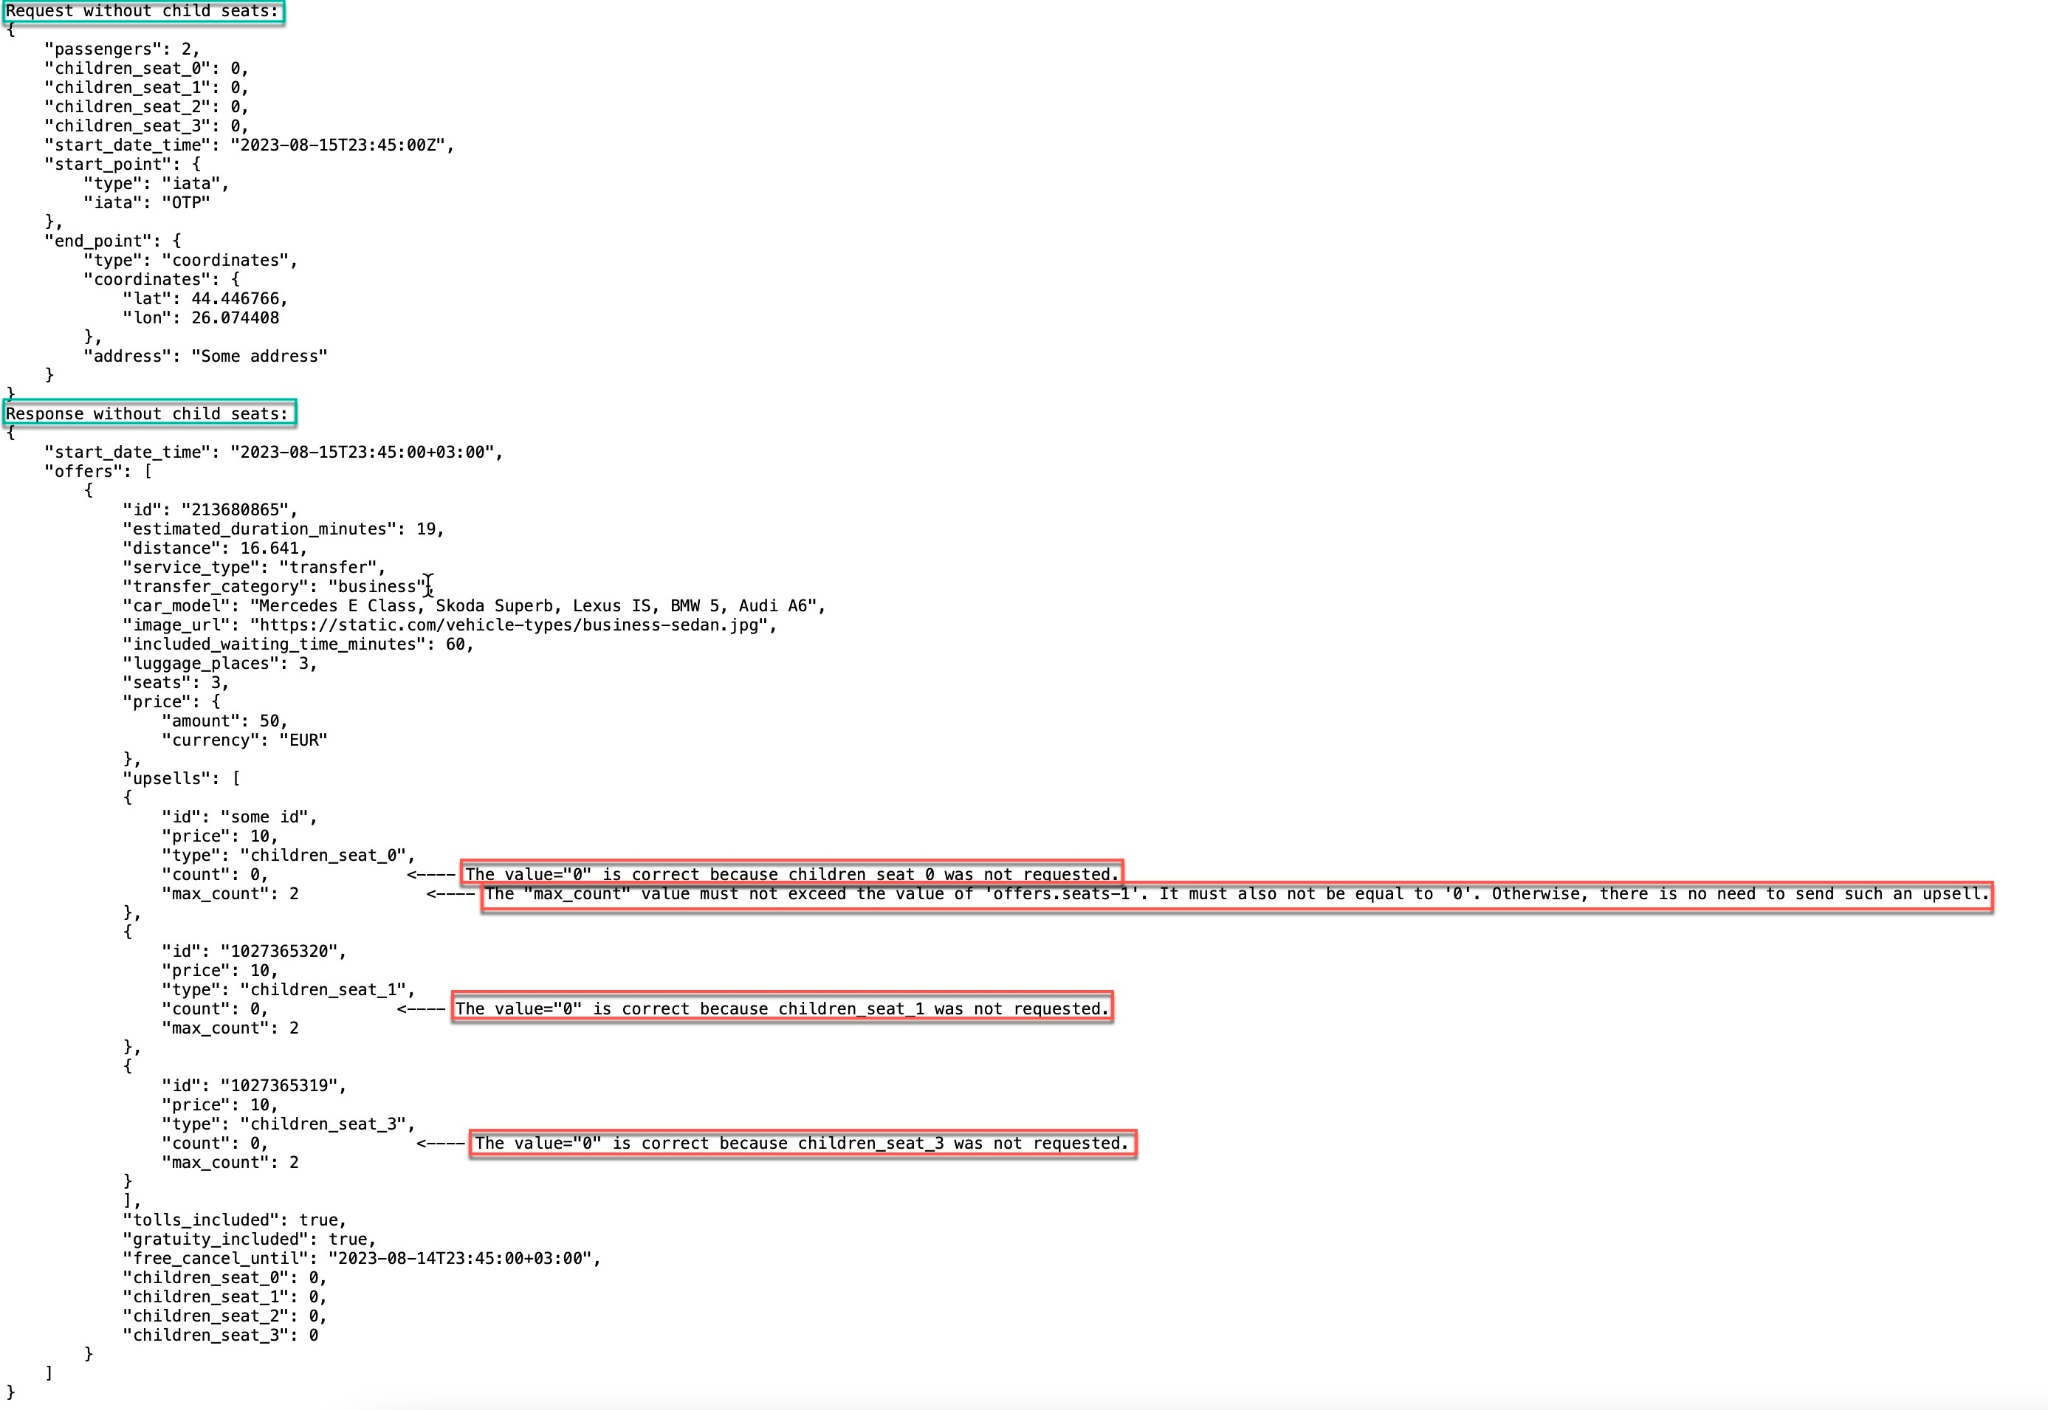 Request without child seats:
{
    "passengers": 2,
    "children_seat_0": 0,
    "children_seat_1": 0,
    "children_seat_2": 0,
    "children_seat_3": 0,
    "start_date_time": "2023-08-15T23:45:00Z",
    "start_point": {
        "type": "iata",
        "iata": "OTP"
    },
    "end_point": {
        "type": "coordinates",
        "coordinates": {
            "lat": 44.446766,
            "lon": 26.074408
        },
        "address": "Some address"
    }
}
Response without child seats:
{
    "start_date_time": "2023-08-15T23:45:00+03:00",
    "offers": [
        {
            "id": "213680865",
            "estimated_duration_minutes": 19,
            "distance": 16.641,
            "service_type": "transfer",
            "transfer_category": "business",
            "car_model": "Mercedes E Class, Skoda Superb, Lexus IS, BMW 5, Audi A6",
            "image_url": "https://static.com/vehicle-types/business-sedan.jpg",
            "included_waiting_time_minutes": 60,
            "luggage_places": 3,
            "seats": 3,
            "price": {
                "amount": 50,
                "currency": "EUR"
            },
            "upsells": [
            {
                "id": "some id",
                "price": 10,
                "type": "children_seat_0",
                "count": 0,              <---- The value="0" is correct because children_seat_0 was not requested.
                "max_count": 2             <---- The "max_count" value must not exceed the value of 'offers.seats-1'. It must also not be equal to '0'. Otherwise, there is no need to send such an upsell.
            },
            {
                "id": "1027365320",
                "price": 10,
                "type": "children_seat_1",
                "count": 0,             <---- The value="0" is correct because children_seat_1 was not requested.
                "max_count": 2
            },
            {
                "id": "1027365319",
                "price": 10,
                "type": "children_seat_3",
                "count": 0,               <---- The value="0" is correct because children_seat_3 was not requested.
                "max_count": 2
            }
            ],
            "tolls_included": true,
            "gratuity_included": true,
            "free_cancel_until": "2023-08-14T23:45:00+03:00",
            "children_seat_0": 0,
            "children_seat_1": 0,
            "children_seat_2": 0,
            "children_seat_3": 0
        }
    ]
}